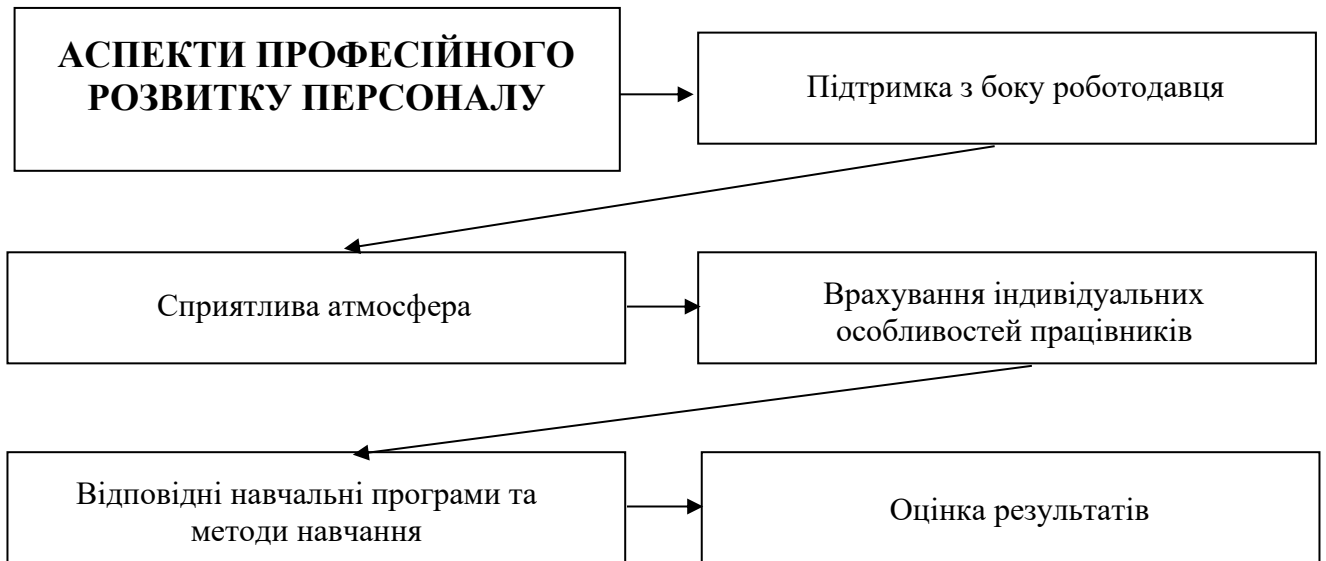 АСПЕКТИ ПРОФЕСІЙНОГО
РОЗВИТКУ ПЕРСОНАЛУ
Підтримка з боку роботодавця
Сприятлива атмосфера
Врахування індивідуальних
особливостей працівників
Відповідні навчальні програми та
методи навчання
Оцінка результатів